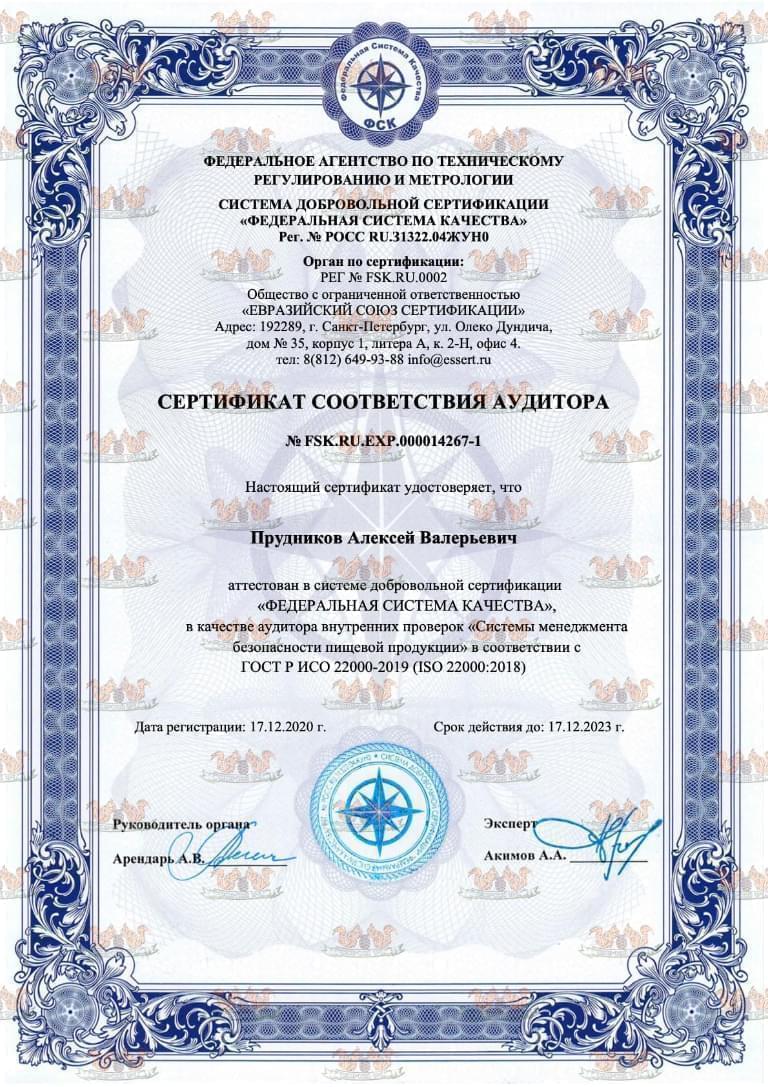 Федеральная Система Качества
ФСК
ФЕДЕРАЛЬНОЕ АГЕНТСТВО ПО ТЕХНИЧЕСКОМУ
РЕГУЛИРОВАНИЮ И МЕТРОЛОГИИ
СИСТЕМА ДОБРОВОЛЬНОЙ СЕРТИФИКАЦИИ
«ФЕДЕРАЛЬНАЯ СИСТЕМА КАЧЕСТВА»
Рег. № РОСС RU.31322.04ЖУН0
Орган по сертификации:
РЕГ № FSK.RU.0002
Общество с ограниченной ответственностью
«ЕВРАЗИЙСКИЙ СОЮЗ СЕРТИФИКАЦИИ»
Адрес: 192289, г. Санкт-Петербург, ул. Олеко Дундича,
дом № 35, корпус 1, литера А, к. 2-Н, офис 4.
тел: 8(812) 649-93-88 info@essert.ru
СЕРТИФИКАТ СООТВЕТСТВИЯ АУДИТОРА
№ FSK.RU.EXP.000014267-1
Настоящий сертификат удостоверяет, что
Прудников Алексей Валерьевич
аттестован в системе добровольной сертификации
«ФЕДЕРАЛЬНАЯ СИСТЕМА КАЧЕСТВА»,
в качестве аудитора внутренних проверок «Системы менеджмента
безопасности пищевой продукции» в соответствии с
ГОСТ Р ИСО 22000-2019 (ISO 22000:2018)
Дата регистрации: 17.12.2020 г. Срок действия до: 17.12.2023 г.
Руководитель органа Эксперт
Арендарь А.В. Акимов А.А.